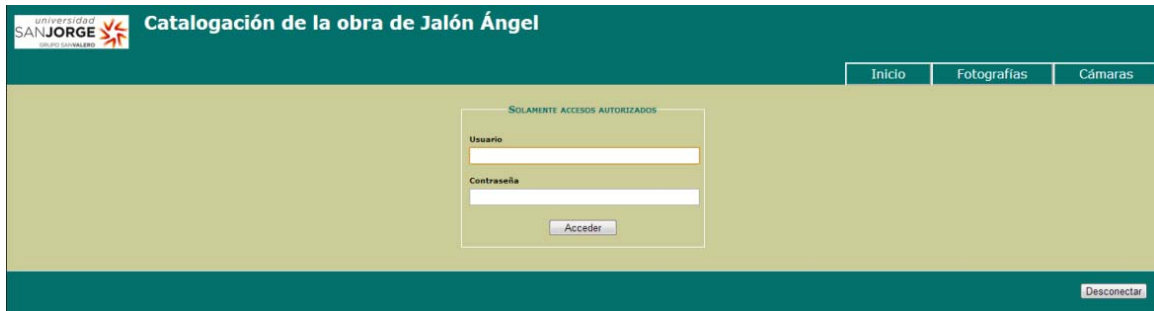 universidad
SANJORGE
GRUPO SANVALERO
Catalogación de la obra de Jalón Ángel
Inicio
Fotografías
Cámaras
SOLAMENTE ACCESOS AUTORIZADOS
Usuario
Contraseña
Acceder
Desconectar